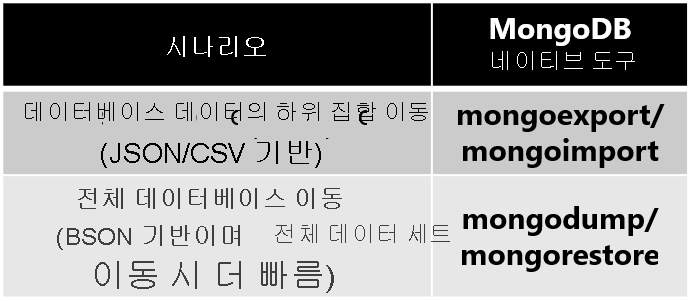 시나리오
MongoDB
네이티브 도구
데이터베이스 데이터의 하위 집합 이동
(JSON/CSV 기반)
mongoexport/
mongoimport
전체 데이터베이스 이동
(BSON 기반이며 전체 데이터 세트
이동 시 더 빠름)
mongodump/
mongorestore